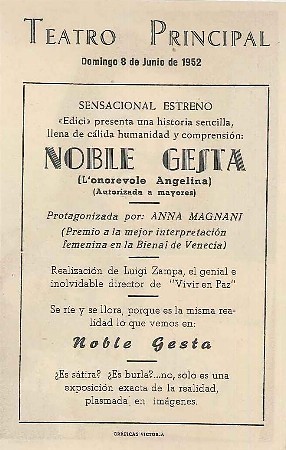 TEATRO PRINCIPAL
Domingo 8 de Junio de 1952
SENSACIONAL ESTRENO
«Edici» presenta una historia sencilla,
llena de cálida humanidad y comprensión:
NOBLE GESTA
(L'onorevole Angelina)
(Autorizada a mayores)
Protagonizada por: ANNA MAGNANI
(Premio a la mejor interpretación
femenina en la Bienal de Venecia)
Realización de Luigi Zampa, el genial e
inolvidable director de "Vivir en Paz"
Se ríe y se llora, porque es la misma rea-
lidad lo que vemos en:
Noble Gesta
¿Es sátira? ¿Es burla?...no, solo es una
exposición exacta de la realidad,
plasmada en imágenes.
GRAFICAS VICTORIA